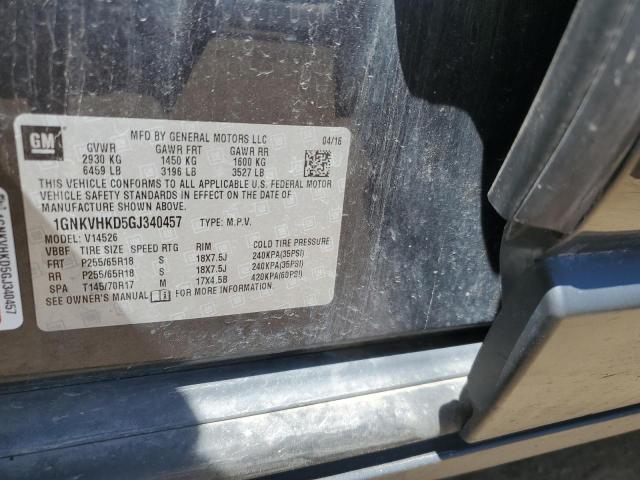 GM
MFD BY GENERAL MOTORS LLC 04/16
GVWR GAWR FRT GAWR RR
2930 KG 1450 KG 1600 KG
6459 LB 3196 LB 3527 LB
THIS VEHICLE CONFORMS TO ALL APPLICABLE U.S. FEDERAL MOTOR
VEHICLE SAFETY STANDARDS IN EFFECT ON THE DATE OF
MANUFACTURE SHOWN ABOVE.
1GNKVHKD5GJ340457 TYPE: M.P.V.
MODEL: V14526
VBBF TIRE SIZE SPEED RTG RIM COLD TIRE PRESSURE
FRT P255/65R18 S 18X7.5J 240KPA(35PSI)
RR P255/65R18 S 18X7.5J 240KPA(35PSI)
SPA T145/70R17 M 17X4.5B 420KPA(60PSI)
SEE OWNER'S MANUAL FOR MORE INFORMATION.
1GNKVHKD5GJ340457